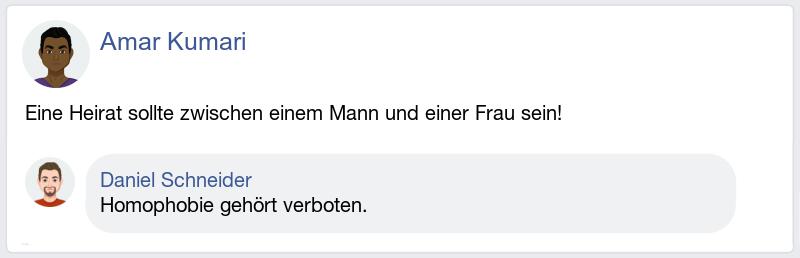 Amar Kumari
Eine Heirat sollte zwischen einem Mann und einer Frau sein!
Daniel Schneider
Homophobie gehört verboten.